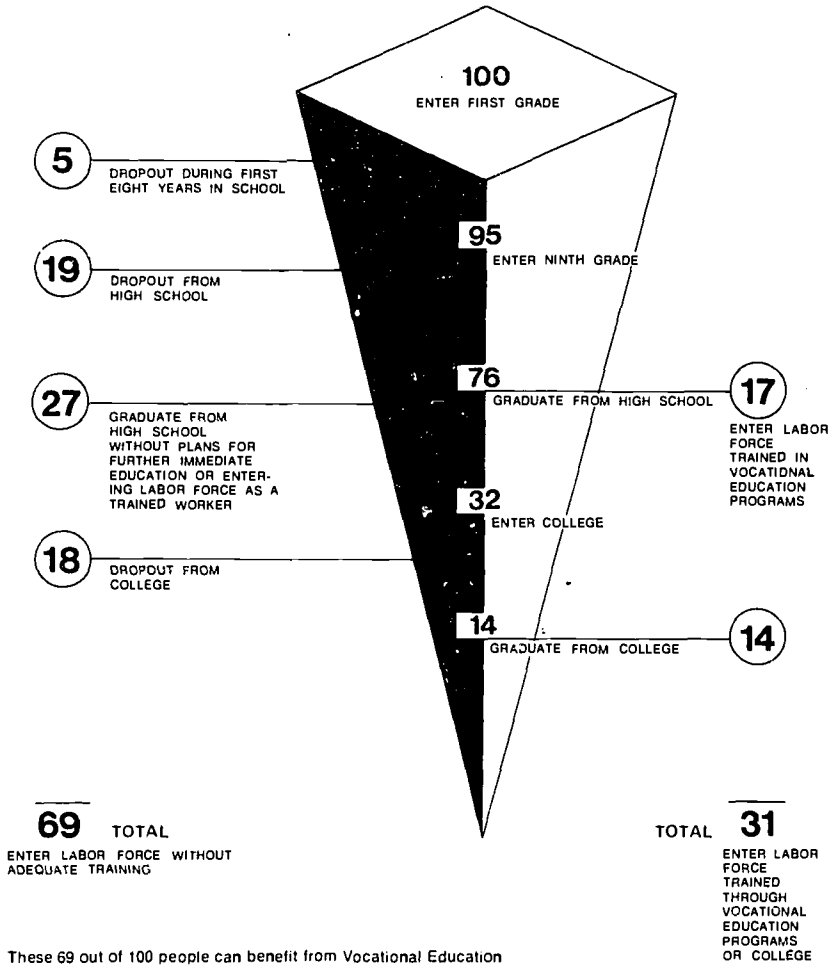 100
ENTER FIRST GRADE
5
DROPOUT DURING FIRST
EIGHT YEARS IN SCHOOL
95
ENTER NINTH GRADE
19
DROPOUT FROM
HIGH SCHOOL
76
GRADUATE FROM HIGH SCHOOL
17
ENTER LABOR
FORCE
TRAINED IN
VOCATIONAL
EDUCATION
PROGRAMS
27
GRADUATE FROM
HIGH SCHOOL
WITHOUT PLANS FOR
FURTHER IMMEDIATE
EDUCATION OR ENTER-
ING LABOR FORCE AS A
TRAINED WORKER
32
ENTER COLLEGE
18
DROPOUT FROM
COLLEGE
14
GRADUATE FROM COLLEGE
14
69 TOTAL
ENTER LABOR FORCE WITHOUT
ADEQUATE TRAINING
TOTAL 31
ENTER LABOR
FORCE
TRAINED
THROUGH
VOCATIONAL
EDUCATION
PROGRAMS
OR COLLEGE
These 69 out of 100 people can benefit from Vocational Education